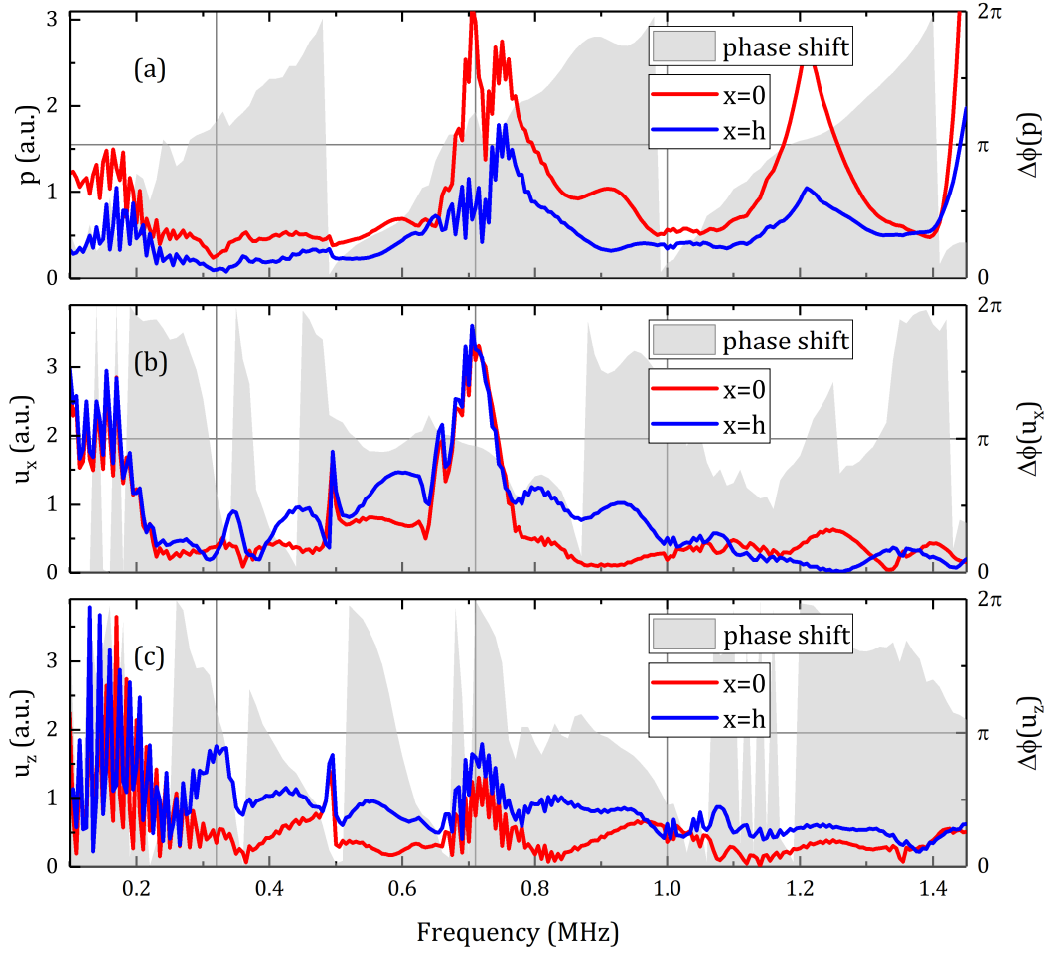 3
2
1
0
p (a.u.)
(a)
phase shift
x=0
x=h
2π
π
0
Δϕ(p)
3
2
1
0
uₓ (a.u.)
(b)
phase shift
x=0
x=h
2π
π
0
Δϕ(uₓ)
3
2
1
0
u_z (a.u.)
(c)
phase shift
x=0
x=h
2π
π
0
Δϕ(u_z)
0.2 0.4 0.6 0.8 1.0 1.2 1.4
Frequency (MHz)